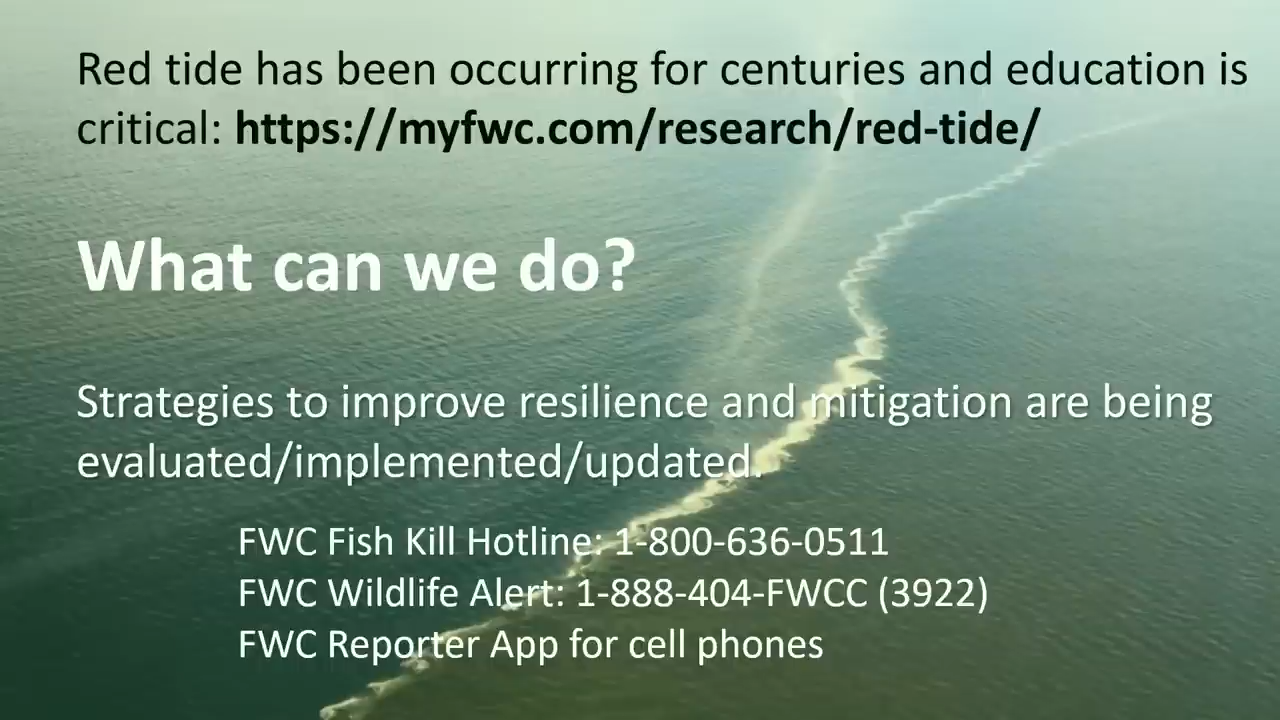 Red tide has been occurring for centuries and education is
critical: https://myfwc.com/research/red-tide/
What can we do?
Strategies to improve resilience and mitigation are being
evaluated/implemented/updated.
FWC Fish Kill Hotline: 1-800-636-0511
FWC Wildlife Alert: 1-888-404-FWCC (3922)
FWC Reporter App for cell phones